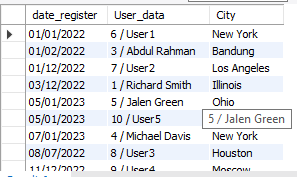 date_register User_data City
01/01/2022 6 / User1 New York
01/02/2022 3 / Abdul Rahman Bandung
01/12/2022 7 / User2 Los Angeles
03/12/2022 1 / Richard Smith Illinois
05/01/2023 5 / Jalen Green Ohio
05/01/2023 10 / User5 5 / Jalen Green
07/01/2023 4 / Michael Davis New York
08/07/2022 8 / User3 Houston
11/12/2022 9 / User4 Moscow